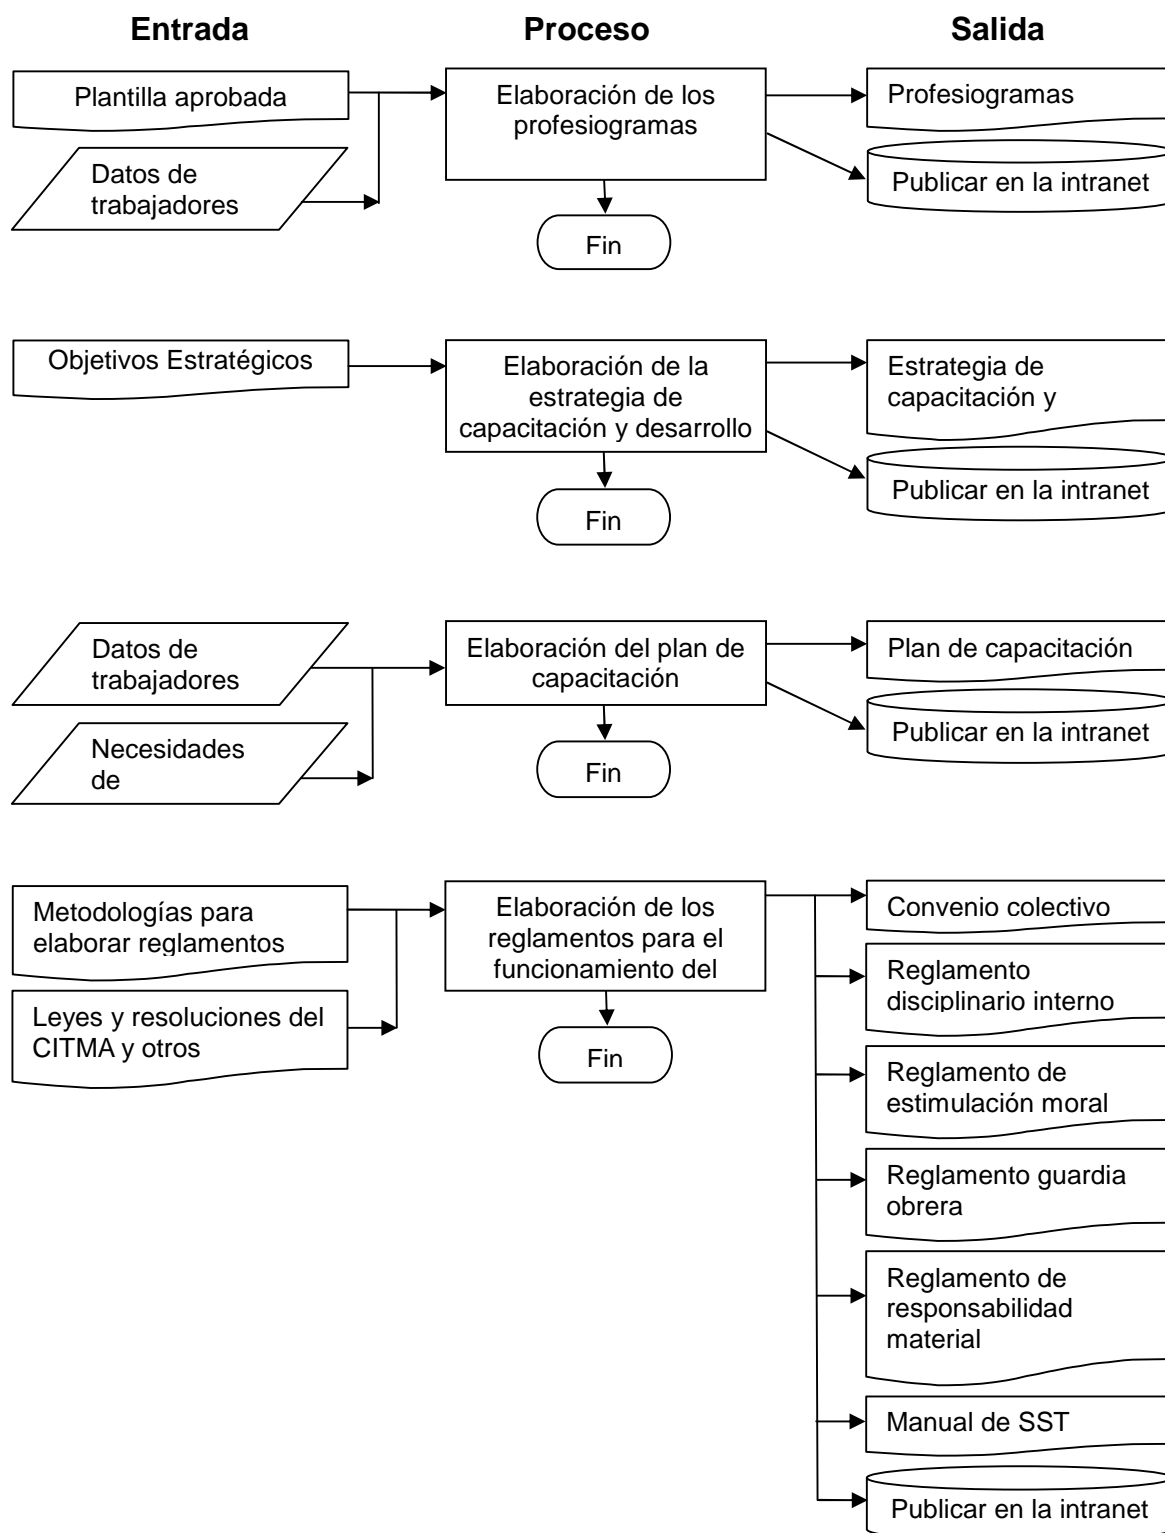 Entrada
Proceso
Salida
Plantilla aprobada
Datos de
trabajadores
Elaboración de los
profesiogramas
Fin
Profesiogramas
Publicar en la intranet
Objetivos Estratégicos
Elaboración de la
estrategia de
capacitación y desarrollo
Fin
Estrategia de
capacitación y
Publicar en la intranet
Datos de
trabajadores
Necesidades
de
Elaboración del plan de
capacitación
Fin
Plan de capacitación
Publicar en la intranet
Metodologías para
elaborar reglamentos
Leyes y resoluciones del
CITMA y otros
Elaboración de los
reglamentos para el
funcionamiento del
Fin
Convenio colectivo
Reglamento
disciplinario interno
Reglamento de
estimulación moral
Reglamento guardia
obrera
Reglamento de
responsabilidad
material
Manual de SST
Publicar en la intranet